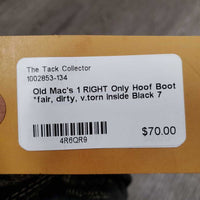 The Tack Collector
1002853-134
Old Mac's 1 RIGHT Only Hoof Boot
*fair, dirty, v.torn inside Black 7
4R6QR9
$70.00